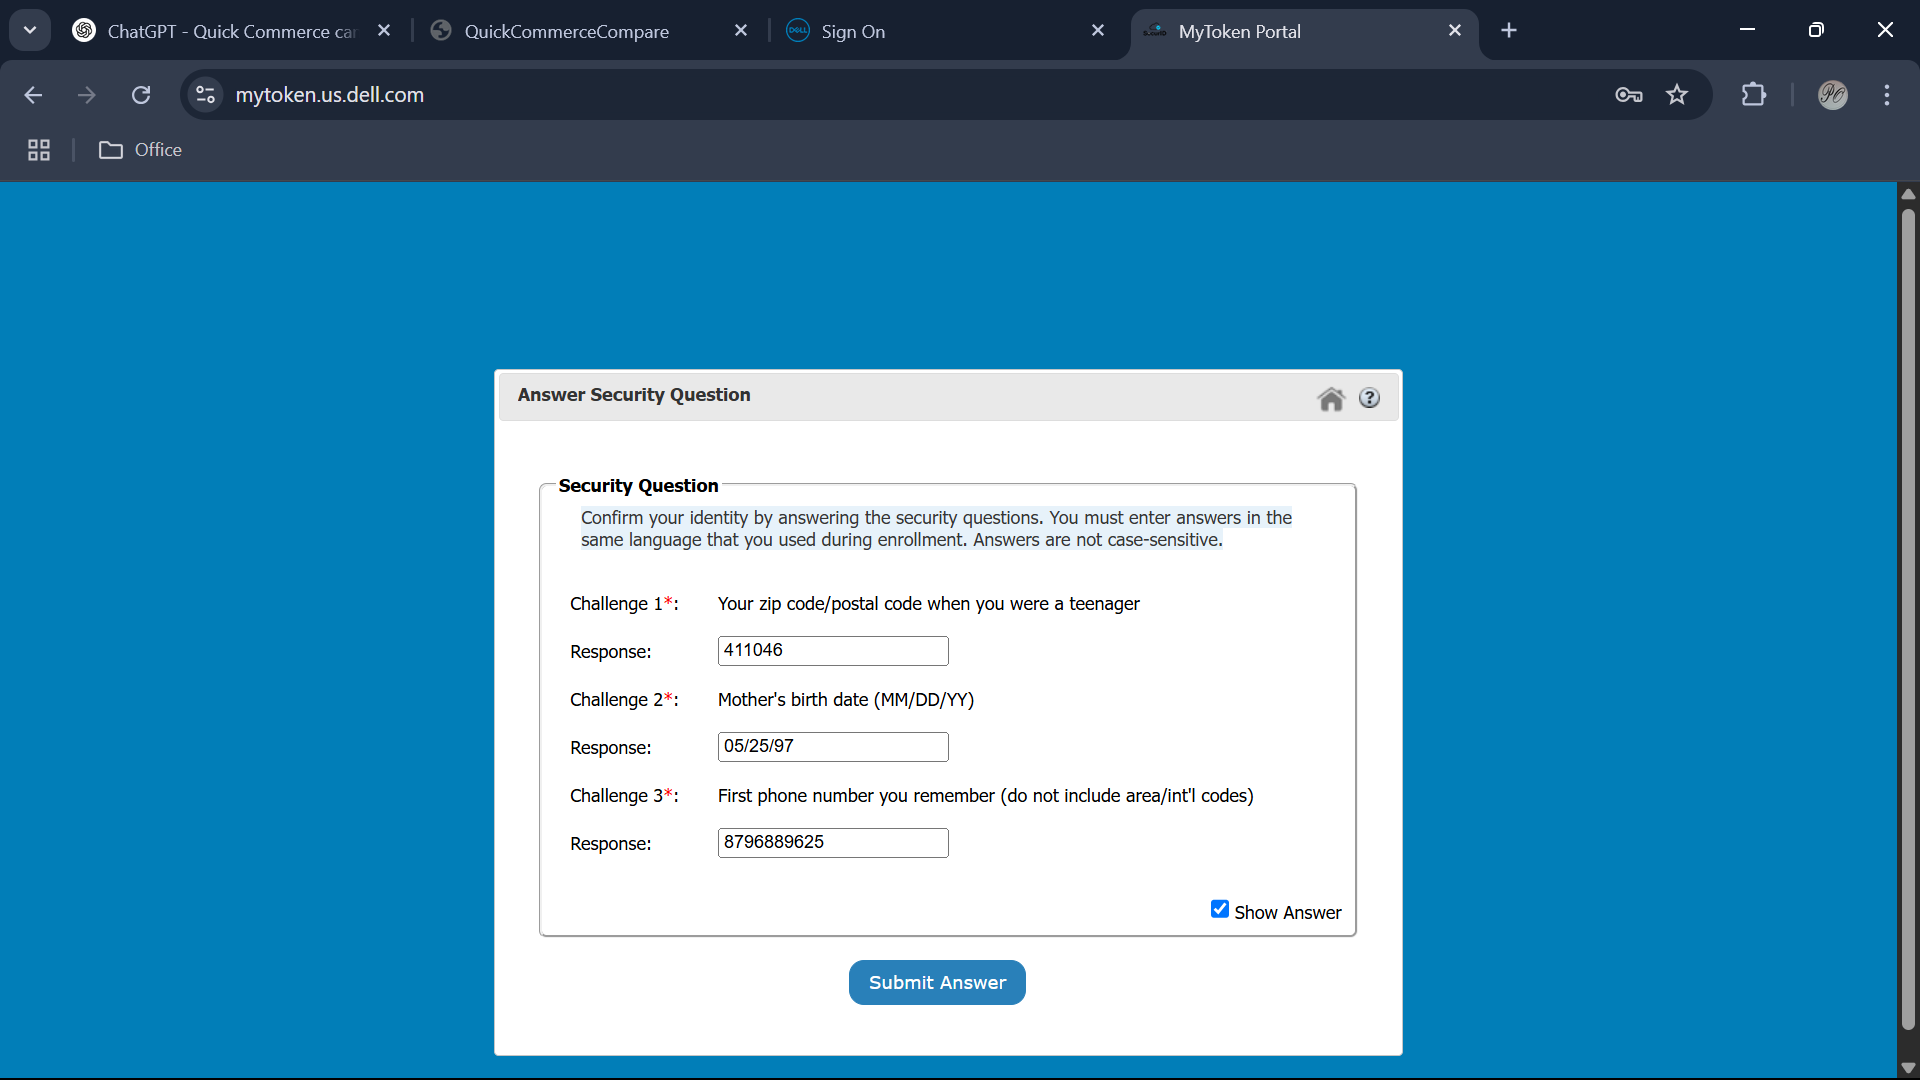 ChatGPT - Quick Commerce car
QuickCommerceCompare
DELL
Sign On
MyToken Portal
mytoken.us.dell.com
Office
Answer Security Question
Security Question
Confirm your identity by answering the security questions. You must enter answers in the
same language that you used during enrollment. Answers are not case-sensitive.
Challenge 1*: Your zip code/postal code when you were a teenager
Response: 411046
Challenge 2*: Mother's birth date (MM/DD/YY)
Response: 05/25/97
Challenge 3*: First phone number you remember (do not include area/int'l codes)
Response: 8796889625
Show Answer
Submit Answer